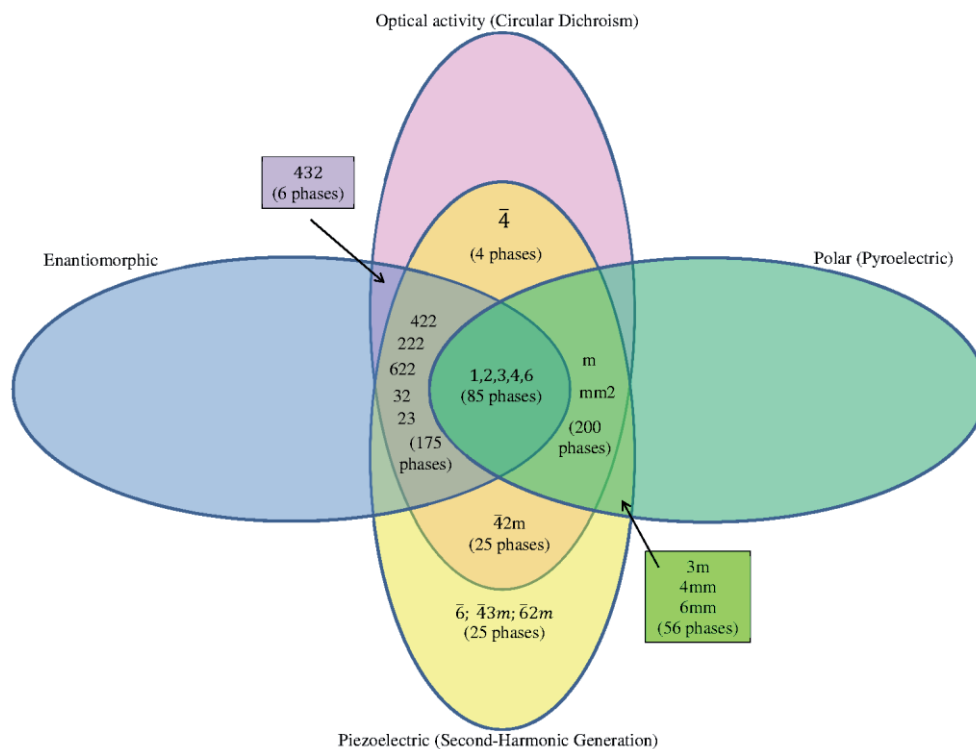 Optical activity (Circular Dichroism)
432
(6 phases)
4̅
(4 phases)
Enantiomorphic
Polar (Pyroelectric)
422
222
622
32
23
(175
phases)
1,2,3,4,6
(85 phases)
m
mm2
(200
phases)
4̅2m
(25 phases)
3m
4mm
6mm
(56 phases)
6̅; 4̅3m; 6̅2m
(25 phases)
Piezoelectric (Second-Harmonic Generation)